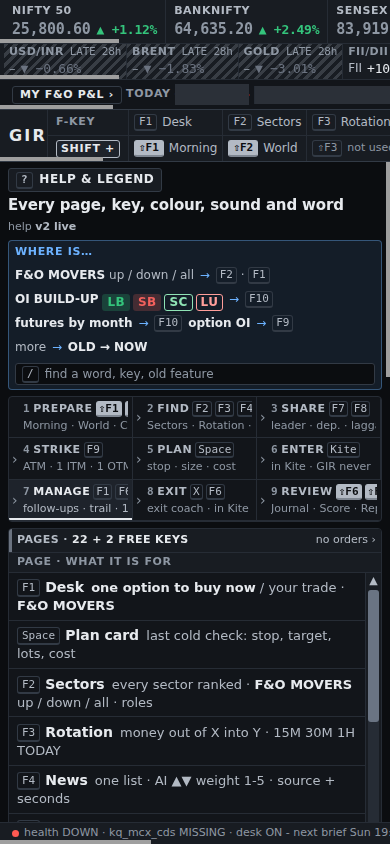 NIFTY 50 BANKNIFTY SENSEX
25,800.60 ▲ +1.12% 64,635.20 ▲ +2.49% 83,919
USD/INR LATE 28h BRENT LATE 28h GOLD LATE 28h FII/DII
— ▼ −0.66% — ▼ −1.83% — ▼ −3.01% FII +10
MY F&O P&L › TODAY
GIR F-KEY F1 Desk F2 Sectors F3 Rotation
SHIFT + ⇧F1 Morning ⇧F2 World ⇧F3 not used
? HELP & LEGEND
Every page, key, colour, sound and word
help v2 live
WHERE IS…
F&O MOVERS up / down / all → F2 · F1
OI BUILD-UP LB SB SC LU → F10
futures by month → F10 option OI → F9
more → OLD → NOW
/ find a word, key, old feature
1 PREPARE ⇧F1 › 2 FIND F2 F3 F4 › 3 SHARE F7 F8
Morning · World · C Sectors · Rotation · leader · dep. · lagg
› 4 STRIKE F9 › 5 PLAN Space › 6 ENTER Kite
ATM · 1 ITM · 1 OTM stop · size · cost in Kite · GIR never
› 7 MANAGE F1 F6 › 8 EXIT X F6 › 9 REVIEW ⇧F6
follow-ups · trail · 1 exit coach · in Kite Journal · Score · Rep
PAGES · 22 + 2 FREE KEYS no orders ›
PAGE · WHAT IT IS FOR
F1 Desk one option to buy now / your trade ·
F&O MOVERS
Space Plan card last cold check: stop, target,
lots, cost
F2 Sectors every sector ranked · F&O MOVERS
up / down / all · roles
F3 Rotation money out of X into Y · 15M 30M 1H
TODAY
F4 News one list · AI ▲▼ weight 1-5 · source +
seconds
● health DOWN · kq_mcx_cds MISSING · desk ON - next brief Sun 19: